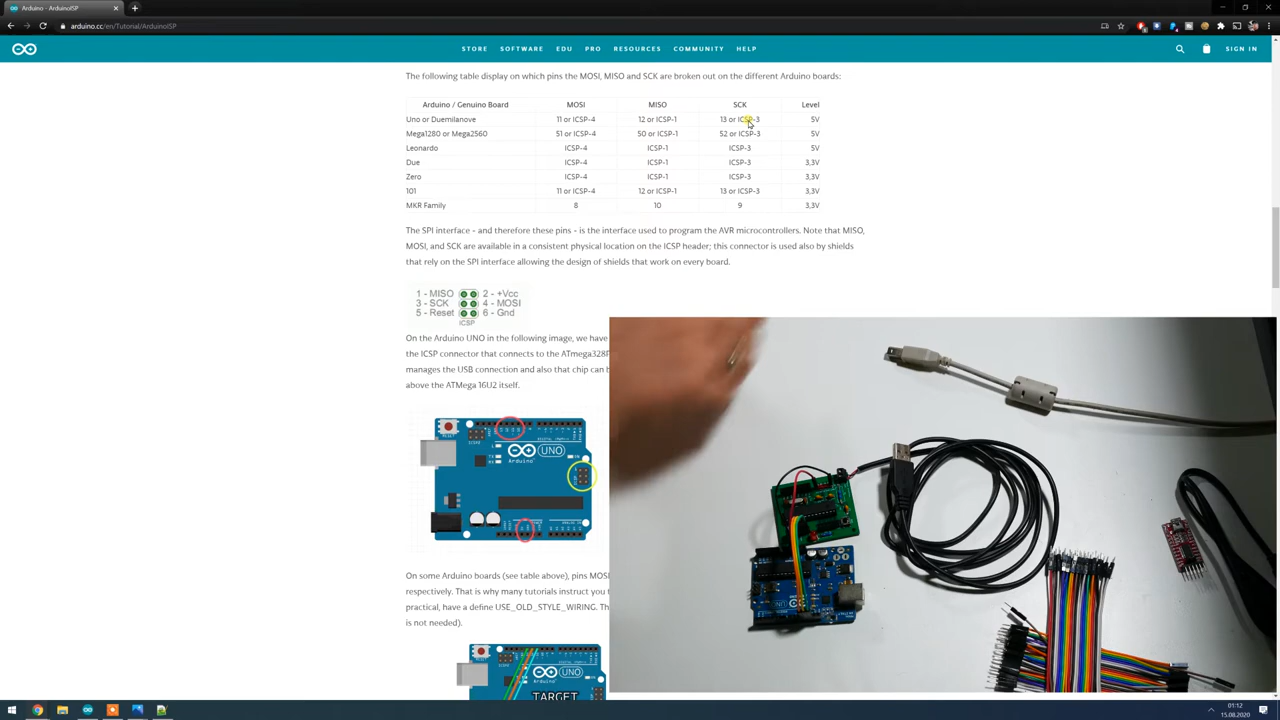 Arduino - ArduinoISP
arduino.cc/en/Tutorial/ArduinoISP
STORE SOFTWARE EDU PRO RESOURCES COMMUNITY HELP
SIGN IN
The following table display on which pins the MOSI, MISO and SCK are broken out on the different Arduino boards:
Arduino / Genuino Board MOSI MISO SCK Level
Uno or Duemilanove 11 or ICSP-4 12 or ICSP-1 13 or ICSP-3 5V
Mega1280 or Mega2560 51 or ICSP-4 50 or ICSP-1 52 or ICSP-3 5V
Leonardo ICSP-4 ICSP-1 ICSP-3 5V
Due ICSP-4 ICSP-1 ICSP-3 3,3V
Zero ICSP-4 ICSP-1 ICSP-3 3,3V
101 11 or ICSP-4 12 or ICSP-1 13 or ICSP-3 3,3V
MKR Family 8 10 9 3,3V
The SPI interface - and therefore these pins - is the interface used to program the AVR microcontrollers. Note that MISO,
MOSI, and SCK are available in a consistent physical location on the ICSP header; this connector is used also by shields
that rely on the SPI interface allowing the design of shields that work on every board.
1 - MISO 2 - +Vcc
3 - SCK 4 - MOSI
5 - Reset 6 - Gnd
ICSP
On the Arduino UNO in the following image, we have
the ICSP connector that connects to the ATmega328P
manages the USB connection and also that chip can b
above the ATMega 16U2 itself.
UNO
Arduino
On some Arduino boards (see table above), pins MOSI
respectively. That is why many tutorials instruct you t
practical, have a define USE_OLD_STYLE_WIRING. Th
is not needed).
UNO
Arduino
TARGET
01:12
15.08.2020